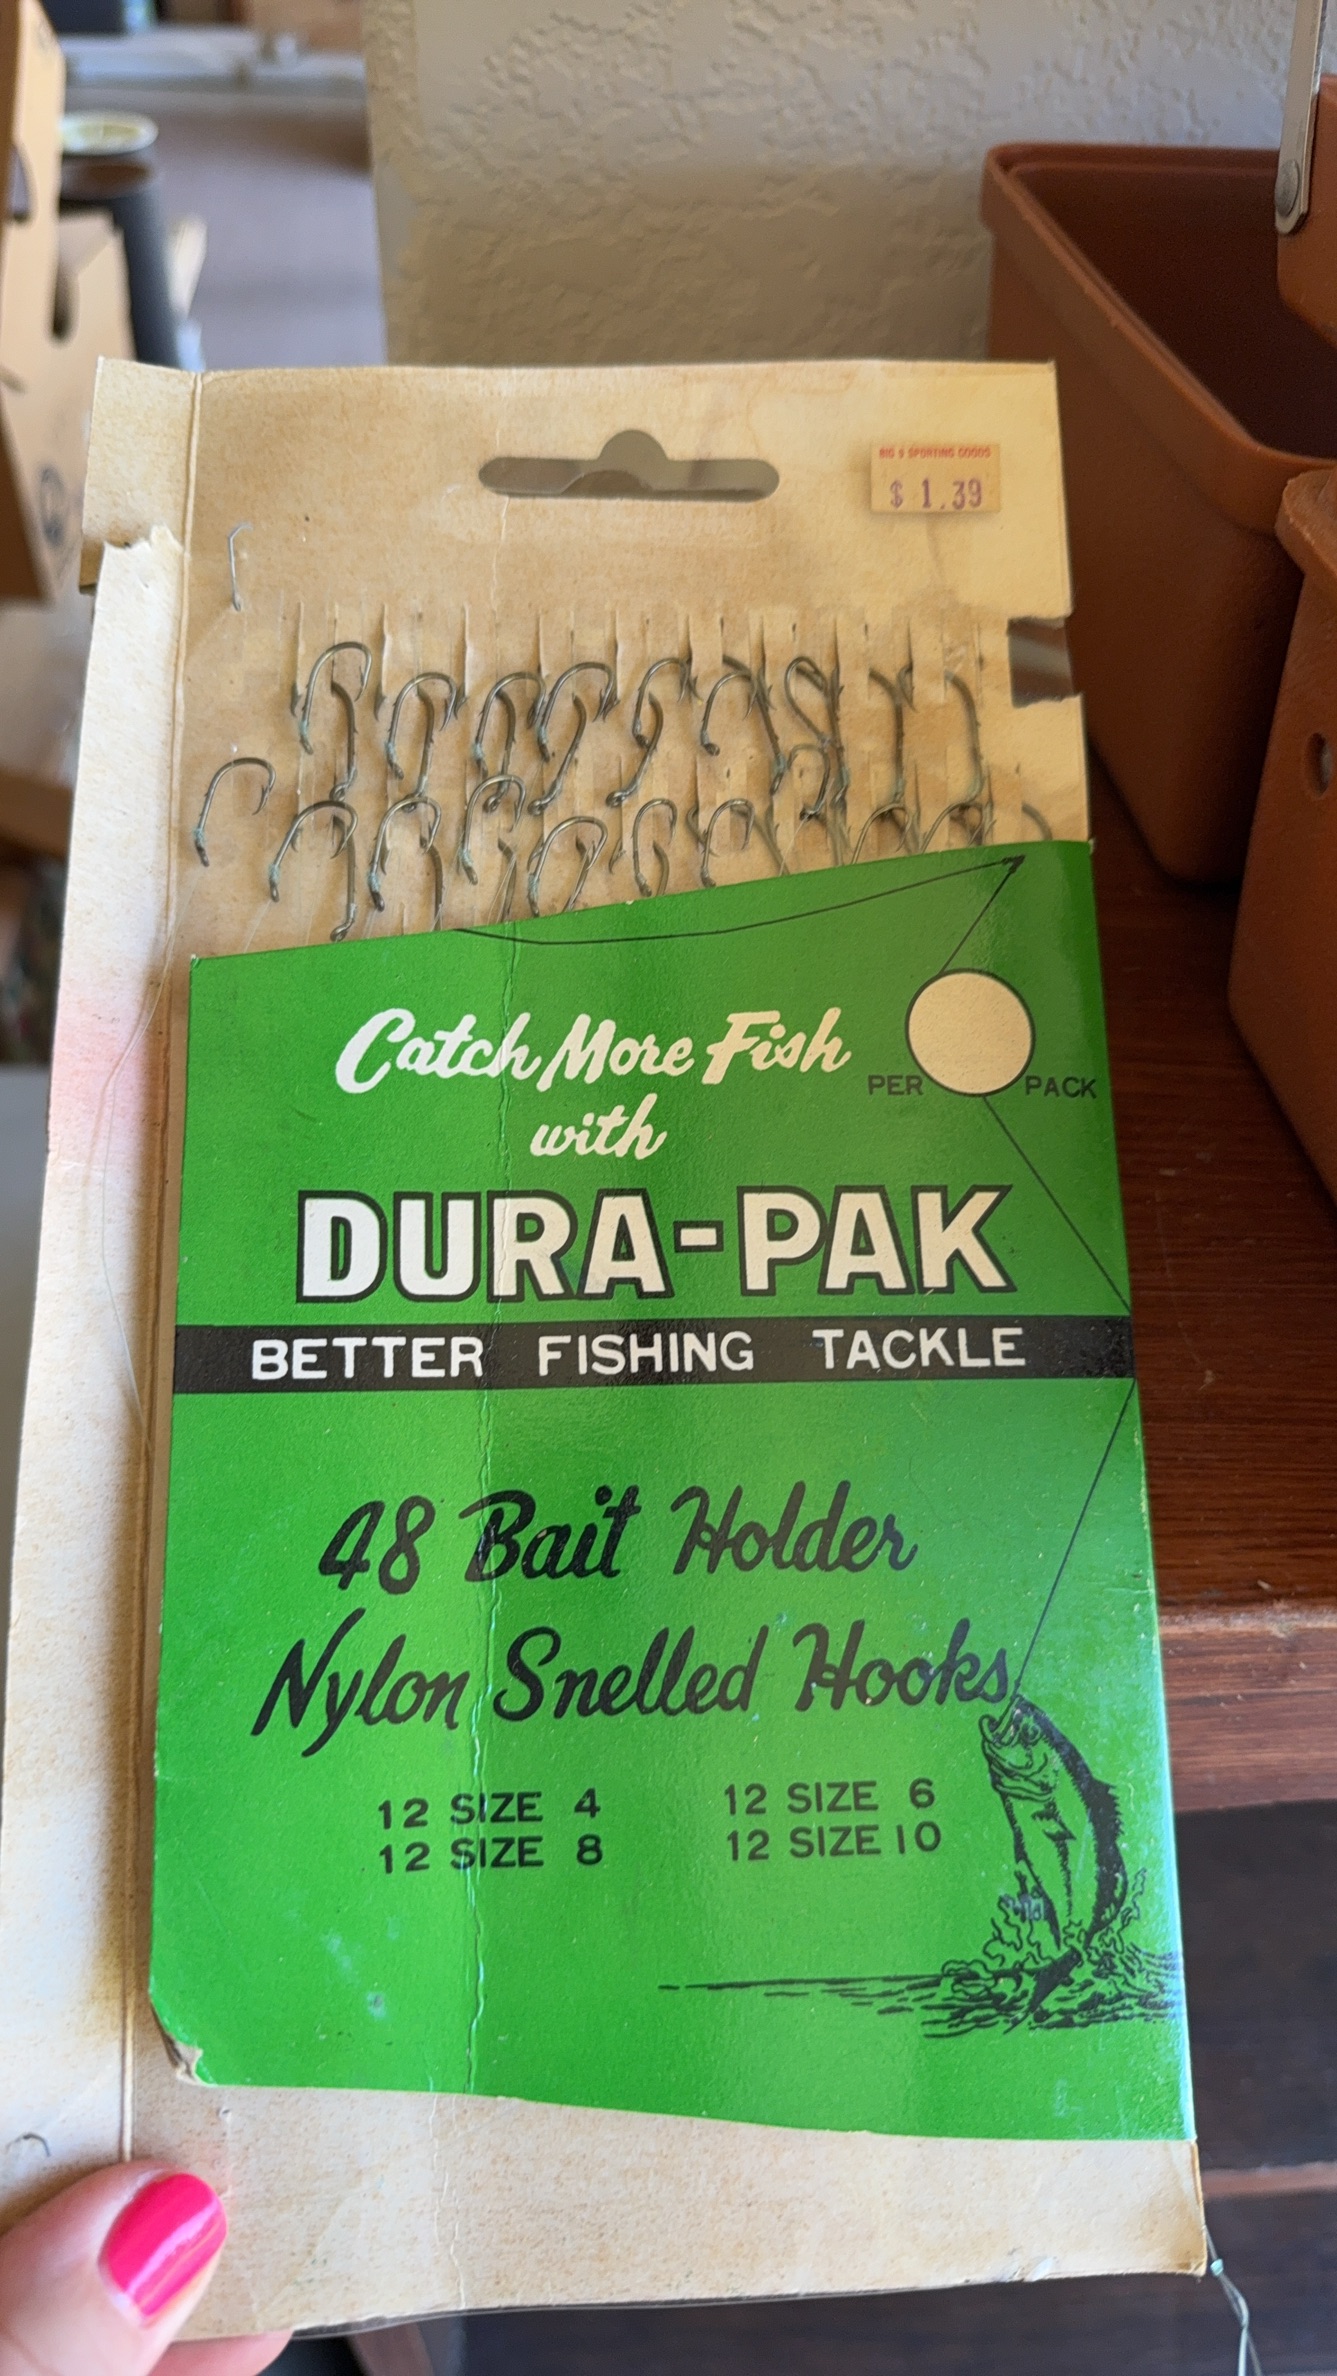 BIG 5 SPORTING GOODS
$ 1.39
Catch More Fish
with
PER PACK
DURA-PAK
BETTER FISHING TACKLE
48 Bait Holder
Nylon Snelled Hooks
12 SIZE 4 12 SIZE 6
12 SIZE 8 12 SIZE 10